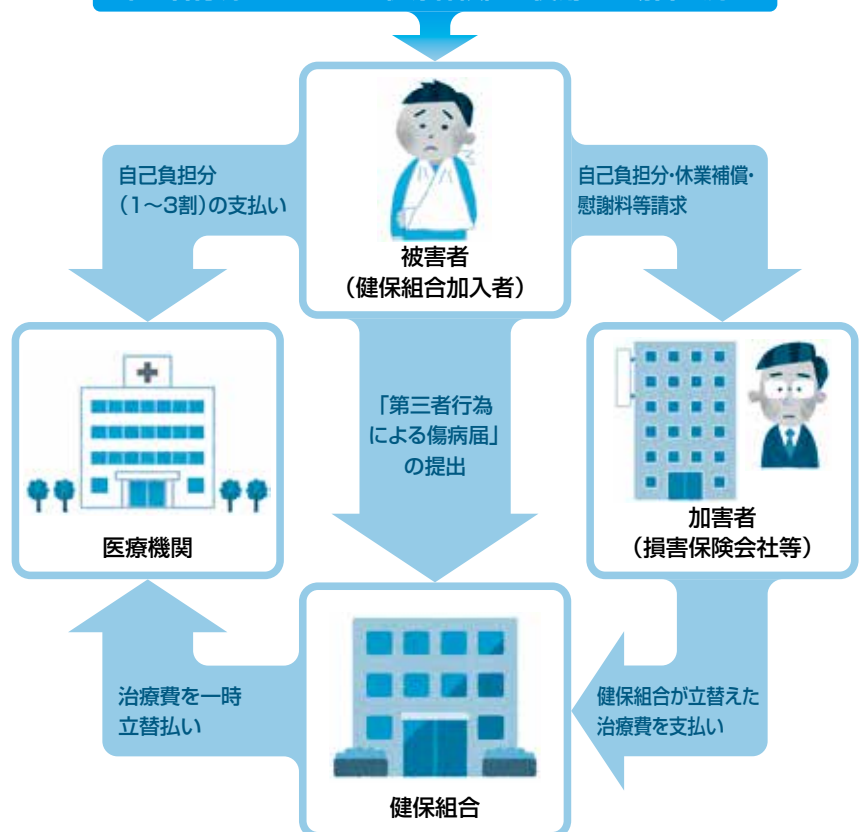 被害者
(健保組合加入者)
自己負担分
(1〜3割)の支払い
自己負担分・休業補償・
慰謝料等請求
「第三者行為
による傷病届」
の提出
医療機関
加害者
(損害保険会社等)
治療費を一時
立替払い
健保組合が立替えた
治療費を支払い
健保組合